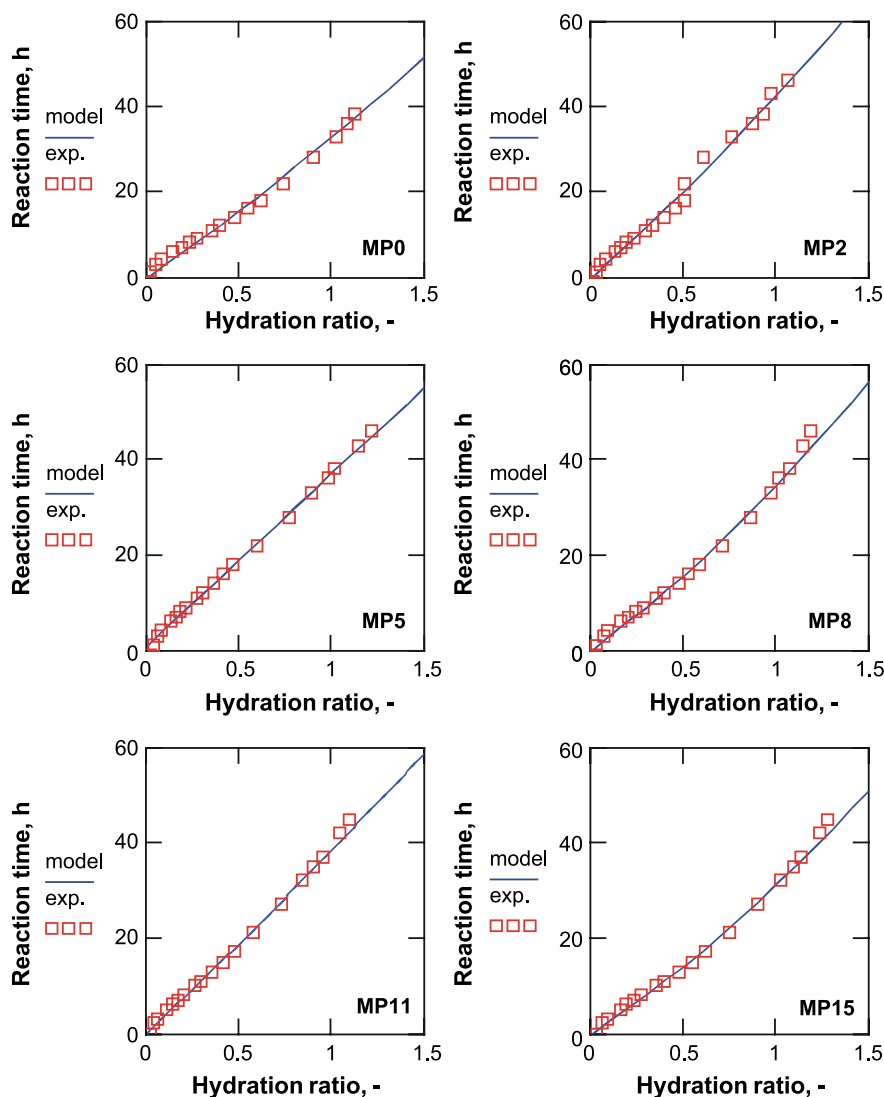 60
40
20
0
Reaction time, h
model
exp.
MP0
0
0.5
1
1.5
Hydration ratio, -
60
40
20
0
Reaction time, h
model
exp.
MP2
0
0.5
1
1.5
Hydration ratio, -
60
40
20
0
Reaction time, h
model
exp.
MP5
0
0.5
1
1.5
Hydration ratio, -
60
40
20
0
Reaction time, h
model
exp.
MP8
0
0.5
1
1.5
Hydration ratio, -
60
40
20
0
Reaction time, h
model
exp.
MP11
0
0.5
1
1.5
Hydration ratio, -
60
40
20
0
Reaction time, h
model
exp.
MP15
0
0.5
1
1.5
Hydration ratio, -